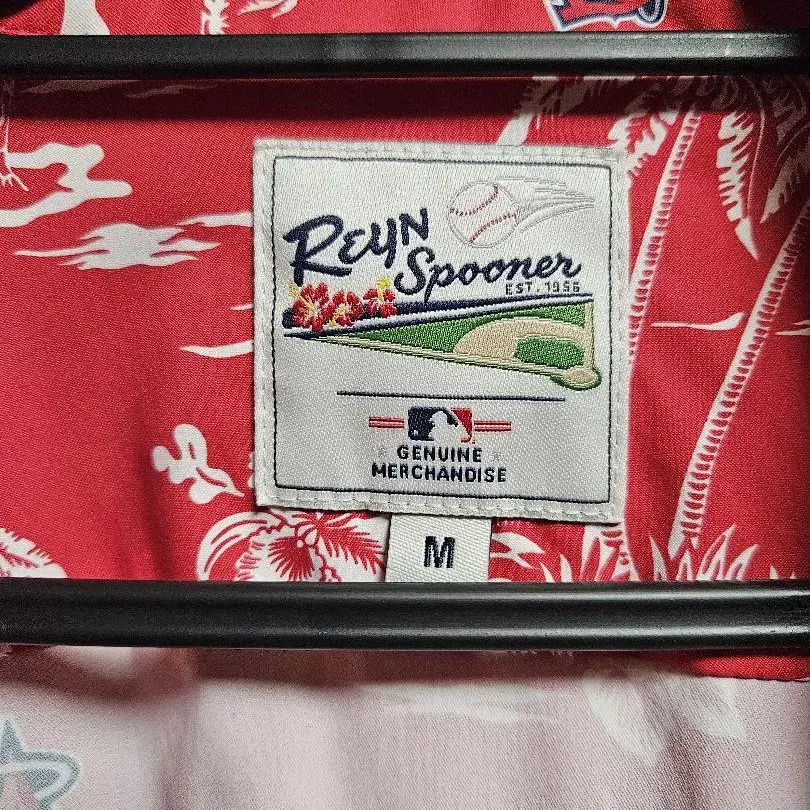 REYN
Spooner
EST. 1956
GENUINE
MERCHANDISE
M